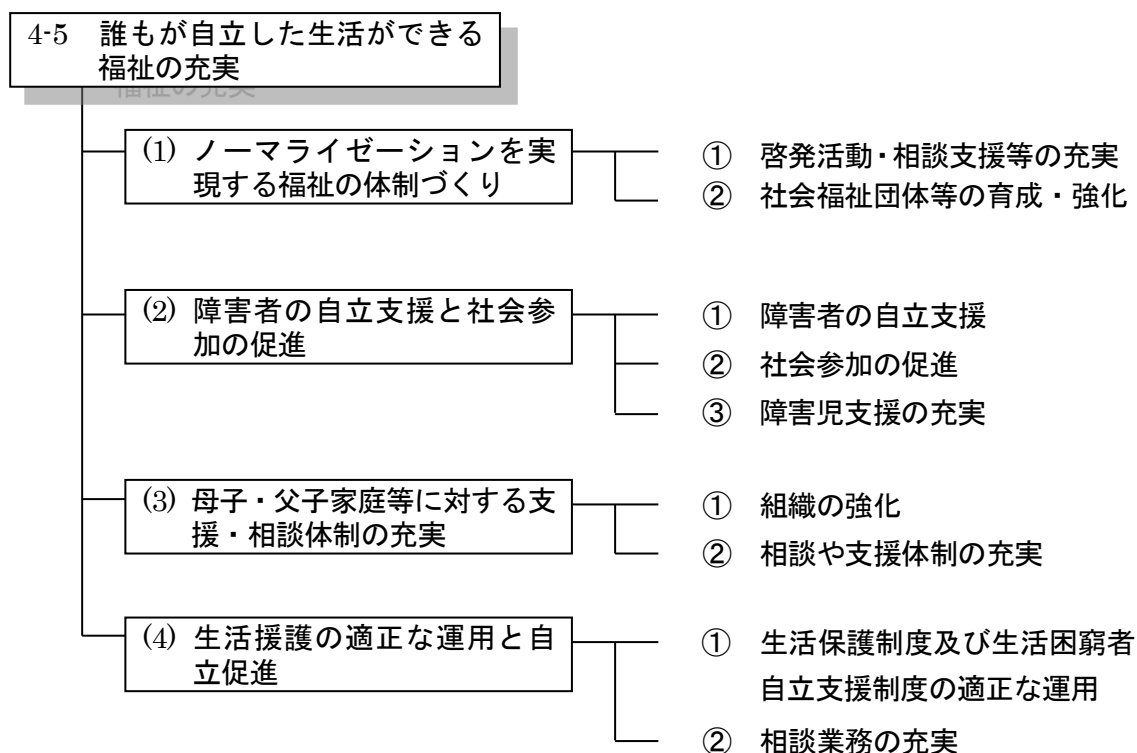 4-5 誰もが自立した生活ができる
福祉の充実
(1) ノーマライゼーションを実
現する福祉の体制づくり
① 啓発活動・相談支援等の充実
② 社会福祉団体等の育成・強化
(2) 障害者の自立支援と社会参
加の促進
① 障害者の自立支援
② 社会参加の促進
③ 障害児支援の充実
(3) 母子・父子家庭等に対する支
援・相談体制の充実
① 組織の強化
② 相談や支援体制の充実
(4) 生活援護の適正な運用と自
立促進
① 生活保護制度及び生活困窮者
自立支援制度の適正な運用
② 相談業務の充実